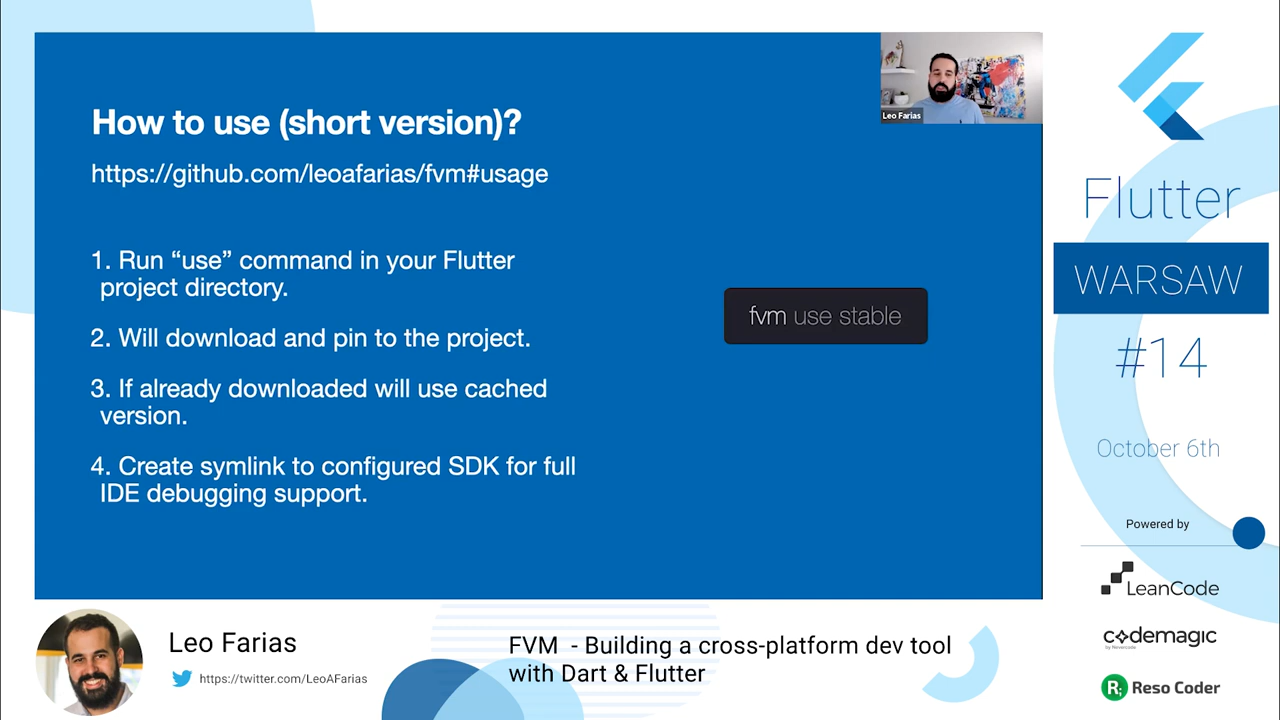 How to use (short version)?
https://github.com/leoafarias/fvm#usage
1. Run “use” command in your Flutter
project directory.
2. Will download and pin to the project.
3. If already downloaded will use cached
version.
4. Create symlink to configured SDK for full
IDE debugging support.
fvm use stable
Leo Farias
Flutter
WARSAW
#14
October 6th
Powered by
LeanCode
codemagic
by Nevercode
R;
Reso Coder
Leo Farias
https://twitter.com/LeoAFarias
FVM - Building a cross-platform dev tool
with Dart & Flutter